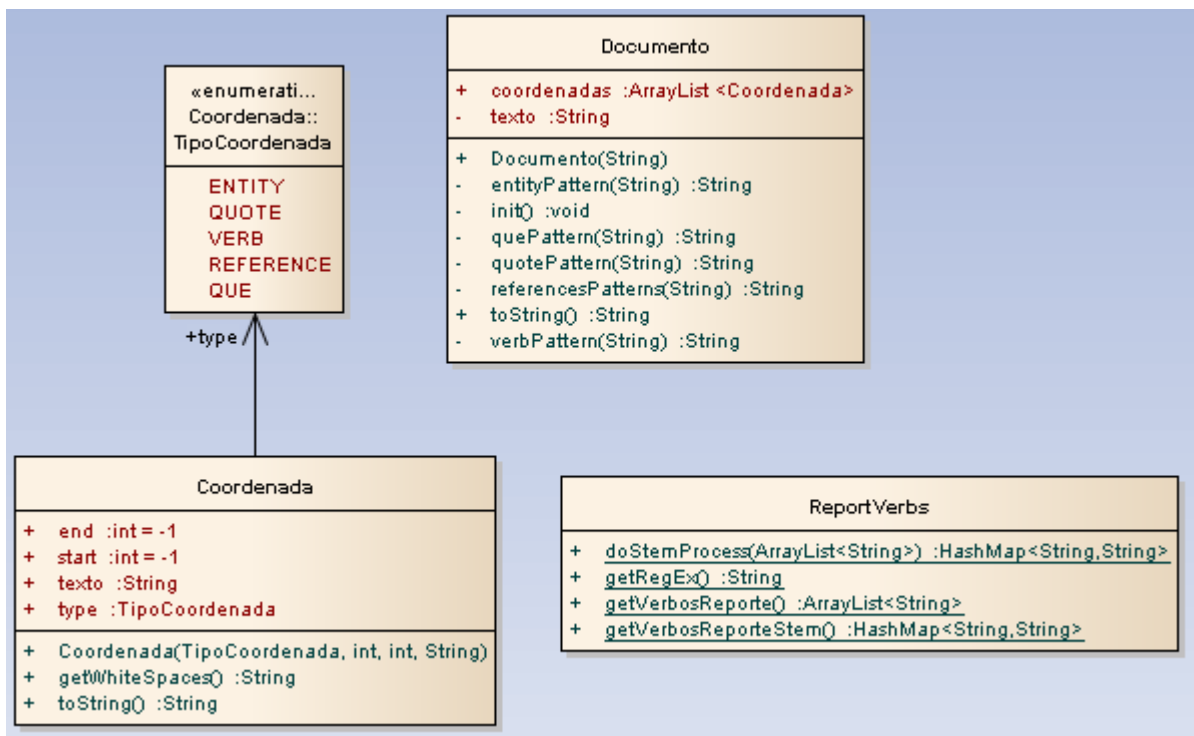 «enumerati...
Coordenada::
TipoCoordenada
ENTITY
QUOTE
VERB
REFERENCE
QUE
+type
Documento
+ coordenadas :ArrayList <Coordenada>
- texto :String
+ Documento(String)
- entityPattern(String) :String
- init() :void
- quePattern(String) :String
- quotePattern(String) :String
- referencesPatterns(String) :String
+ toString() :String
- verbPattern(String) :String
Coordenada
+ end :int = -1
+ start :int = -1
+ texto :String
+ type :TipoCoordenada
+ Coordenada(TipoCoordenada, int, int, String)
+ getWhiteSpaces() :String
+ toString() :String
ReportVerbs
+ doStemProcess(ArrayList<String>) :HashMap<String,String>
+ getRegEx() :String
+ getVerbosReporte() :ArrayList<String>
+ getVerbosReporteStem() :HashMap<String,String>